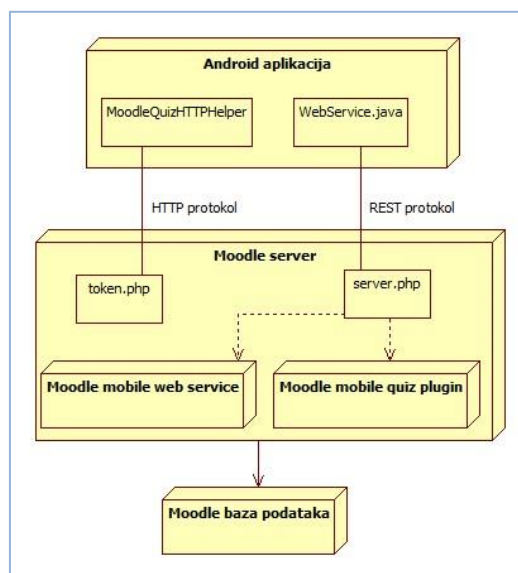 Android aplikacija
MoodleQuizHTTPHelper
WebService.java
HTTP protokol
REST protokol
Moodle server
token.php
server.php
Moodle mobile web service
Moodle mobile quiz plugin
Moodle baza podataka